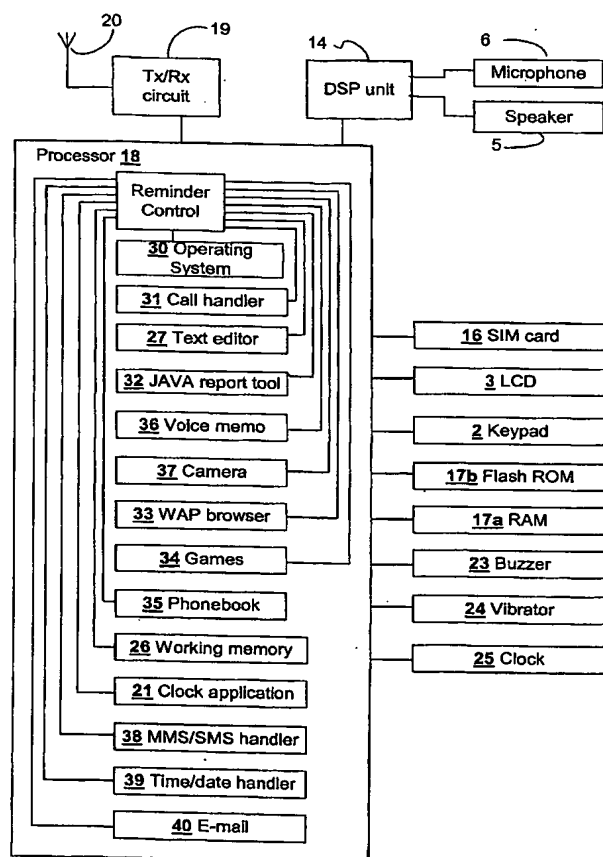 20
19
14
6
Tx/Rx
circuit
DSP unit
Microphone
Speaker
5
Processor 18
Reminder
Control
30 Operating
System
31 Call handler
27 Text editor
32 JAVA report tool
36 Voice memo
37 Camera
33 WAP browser
34 Games
35 Phonebook
26 Working memory
21 Clock application
38 MMS/SMS handler
39 Time/date handler
40 E-mail
16 SIM card
3 LCD
2 Keypad
17b Flash ROM
17a RAM
23 Buzzer
24 Vibrator
25 Clock